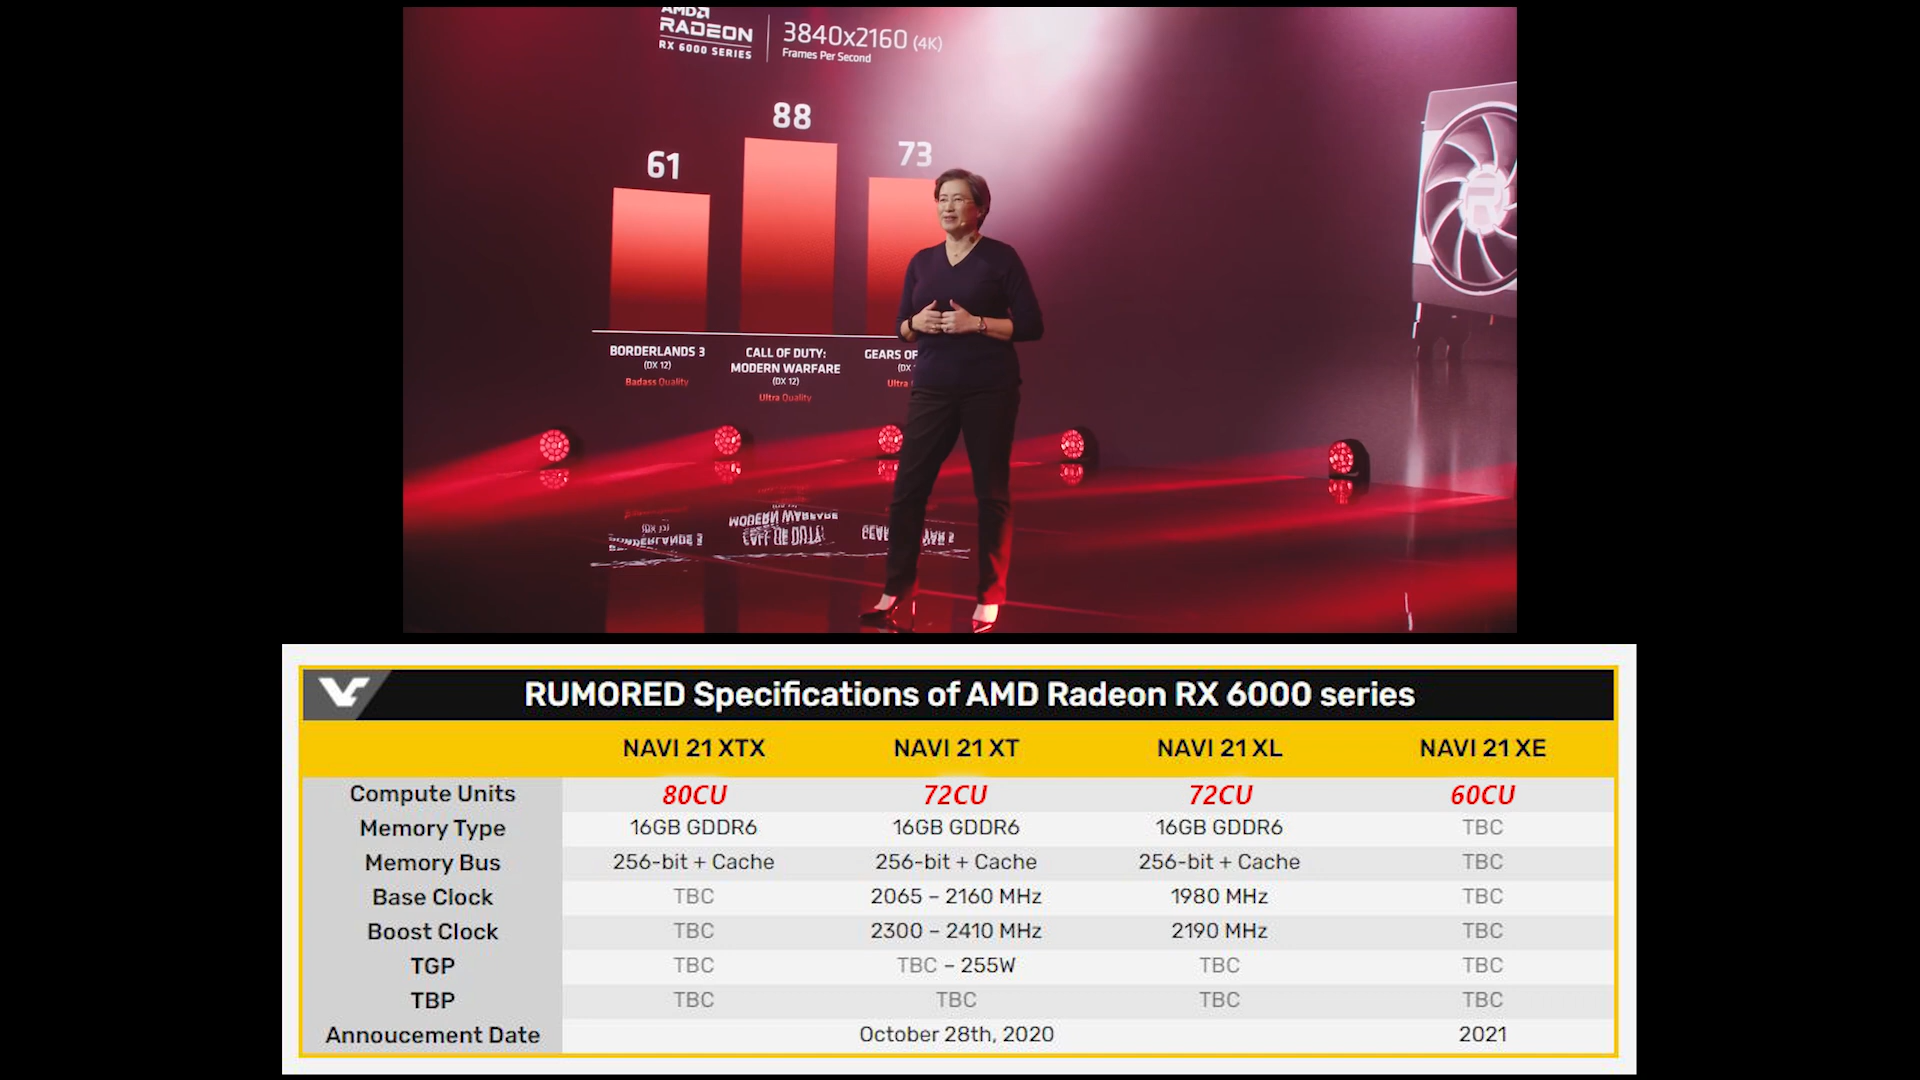 AMD
RADEON
RX 6000 SERIES
3840x2160 (4K)
Frames Per Second
61
88
73
BORDERLANDS 3
(DX 12)
Badass Quality
CALL OF DUTY:
MODERN WARFARE
(DX 12)
Ultra Quality
GEARS OF
(DX
Ultra
RUMORED Specifications of AMD Radeon RX 6000 series
NAVI 21 XTX NAVI 21 XT NAVI 21 XL NAVI 21 XE
Compute Units 80CU 72CU 72CU 60CU
Memory Type 16GB GDDR6 16GB GDDR6 16GB GDDR6 TBC
Memory Bus 256-bit + Cache 256-bit + Cache 256-bit + Cache TBC
Base Clock TBC 2065 – 2160 MHz 1980 MHz TBC
Boost Clock TBC 2300 – 2410 MHz 2190 MHz TBC
TGP TBC TBC – 255W TBC TBC
TBP TBC TBC TBC TBC
Annoucement Date October 28th, 2020 2021